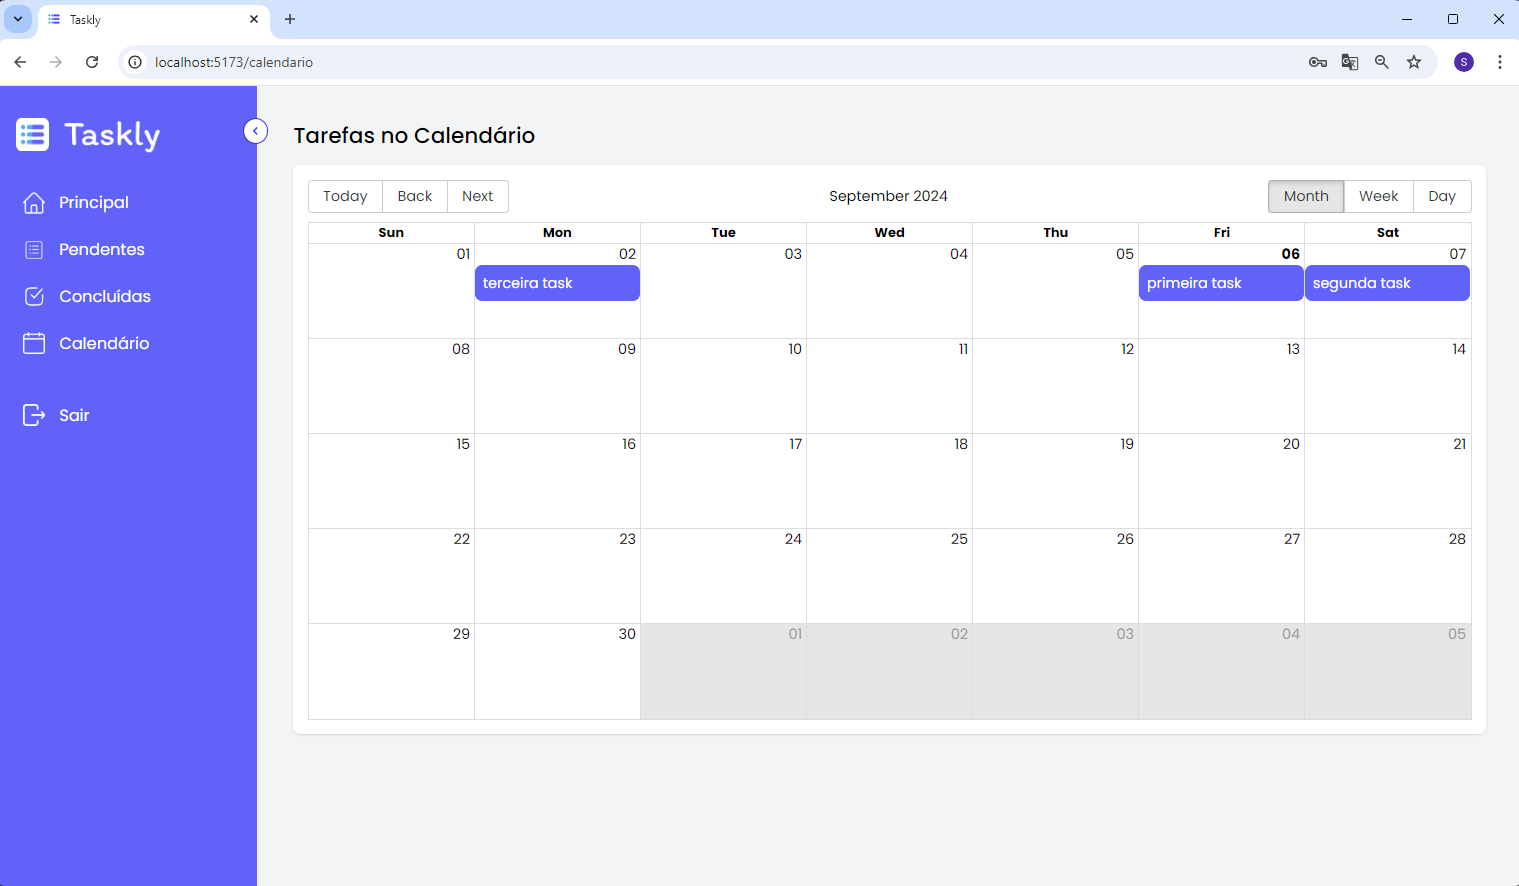 Taskly
localhost:5173/calendario
S
Taskly
Principal
Pendentes
Concluídas
Calendário
Sair
Tarefas no Calendário
Today Back Next
September 2024
Month Week Day
Sun Mon Tue Wed Thu Fri Sat
01 02 03 04 05 06 07
terceira task primeira task segunda task
08 09 10 11 12 13 14
15 16 17 18 19 20 21
22 23 24 25 26 27 28
29 30 01 02 03 04 05